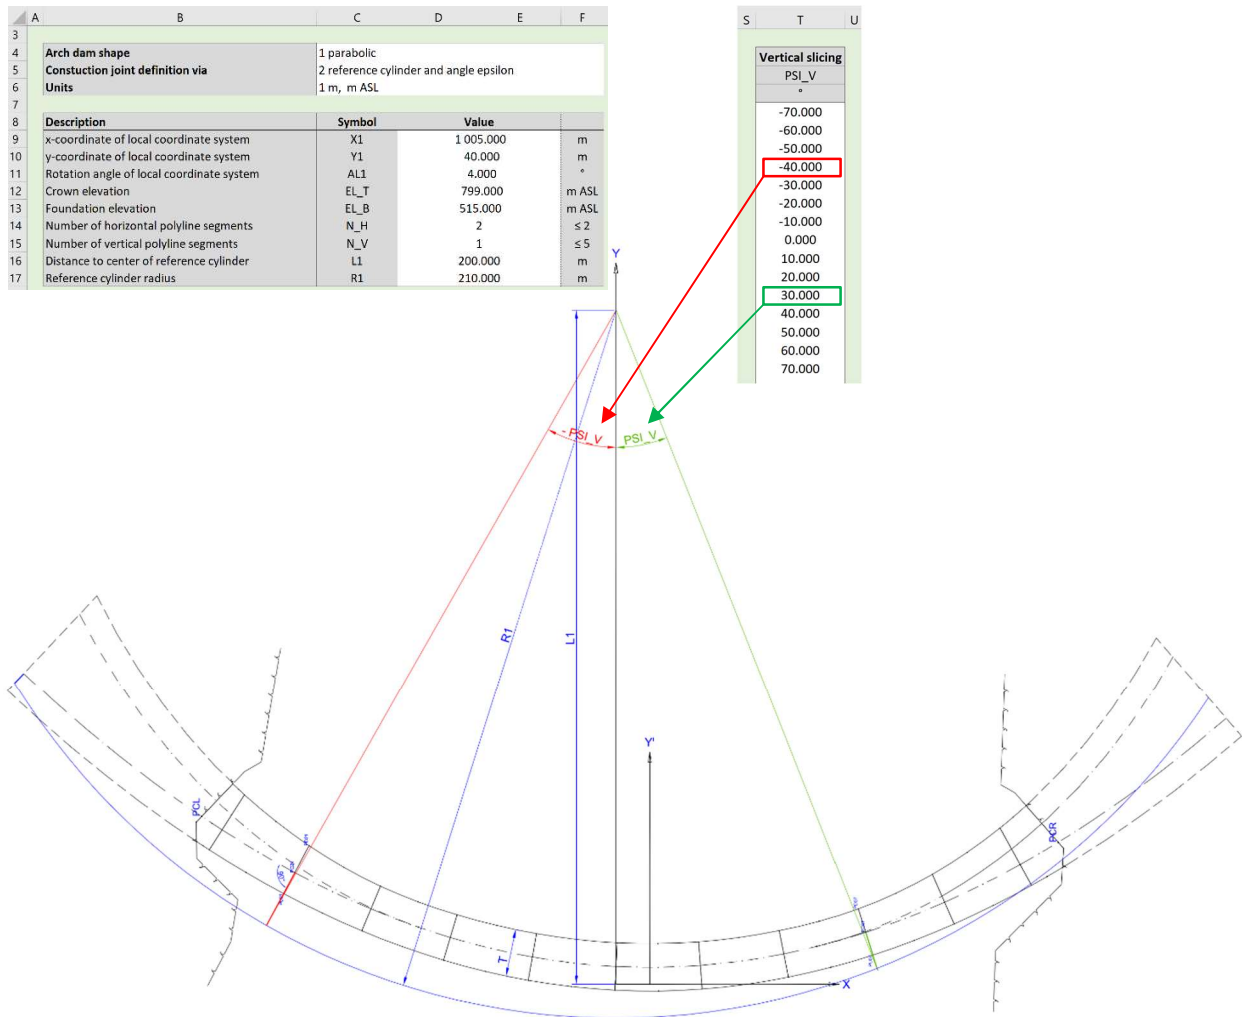 A B C D E F
3
4 Arch dam shape 1 parabolic
5 Constuction joint definition via 2 reference cylinder and angle epsilon
6 Units 1 m, m ASL
7
8 Description Symbol Value
9 x-coordinate of local coordinate system X1 1 005.000 m
10 y-coordinate of local coordinate system Y1 40.000 m
11 Rotation angle of local coordinate system AL1 4.000 °
12 Crown elevation EL_T 799.000 m ASL
13 Foundation elevation EL_B 515.000 m ASL
14 Number of horizontal polyline segments N_H 2 ≤ 2
15 Number of vertical polyline segments N_V 1 ≤ 5
16 Distance to center of reference cylinder L1 200.000 m
17 Reference cylinder radius R1 210.000 m
S T U
Vertical slicing
PSI_V
°
-70.000
-60.000
-50.000
-40.000
-30.000
-20.000
-10.000
0.000
10.000
20.000
30.000
40.000
50.000
60.000
70.000
Y
- PSI_V
PSI_V
R1
L1
Y'
PCL
PCR
T
X